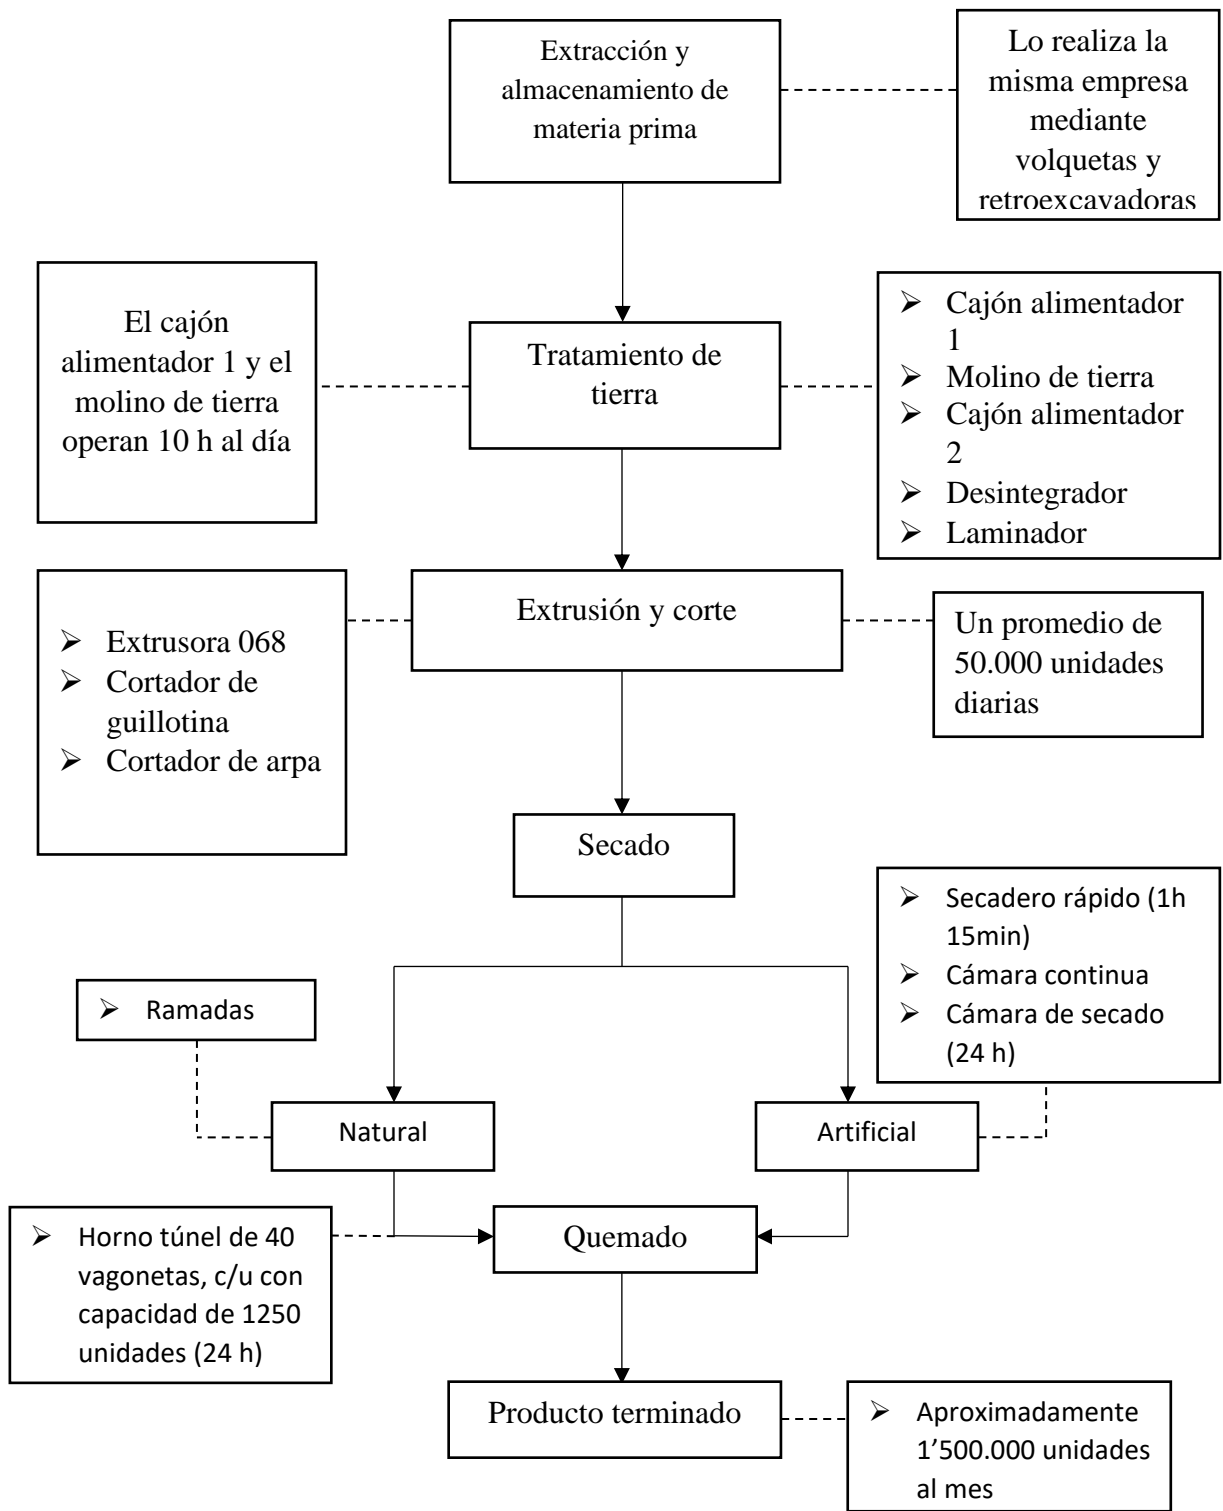 Extracción y
almacenamiento de
materia prima
Lo realiza la
misma empresa
mediante
volquetas y
retroexcavadoras
El cajón
alimentador 1 y el
molino de tierra
operan 10 h al día
Tratamiento de
tierra
➢ Cajón alimentador
1
➢ Molino de tierra
➢ Cajón alimentador
2
➢ Desintegrador
➢ Laminador
➢ Extrusora 068
➢ Cortador de
guillotina
➢ Cortador de arpa
Extrusión y corte
Un promedio de
50.000 unidades
diarias
Secado
➢ Secadero rápido (1h
15min)
➢ Cámara continua
➢ Cámara de secado
(24 h)
➢ Ramadas
Natural
Artificial
➢ Horno túnel de 40
vagonetas, c/u con
capacidad de 1250
unidades (24 h)
Quemado
Producto terminado
➢ Aproximadamente
1’500.000 unidades
al mes